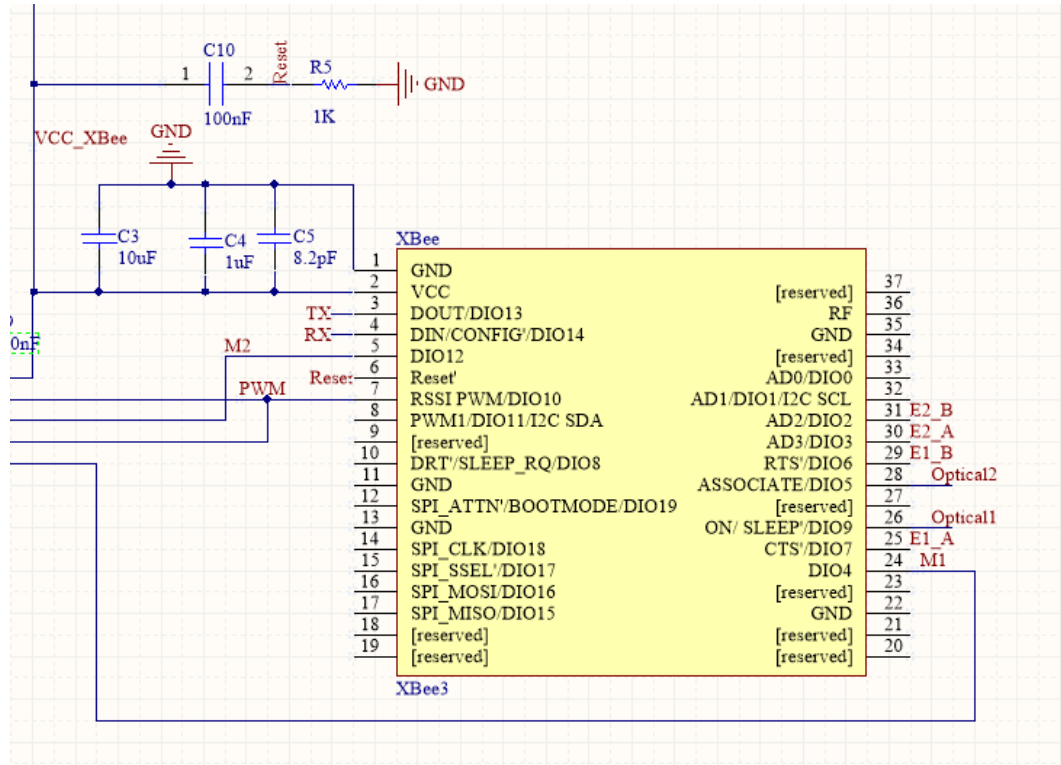 C10
1
2
Reset
R5
GND
100nF
1K
VCC_XBee
GND
C3
10uF
C4
1uF
C5
8.2pF
XBee
1 GND
2 VCC
TX 3 DOUT/DIO13
RX 4 DIN/CONFIG'/DIO14
M2 5 DIO12
Reset 6 Reset'
PWM 7 RSSI PWM/DIO10
8 PWM1/DIO11/I2C SDA
9 [reserved]
10 DRT'/SLEEP_RQ/DIO8
11 GND
12 SPI_ATTN'/BOOTMODE/DIO19
13 GND
14 SPI_CLK/DIO18
15 SPI_SSEL'/DIO17
16 SPI_MOSI/DIO16
17 SPI_MISO/DIO15
18 [reserved]
19 [reserved]
[reserved] 37
RF 36
GND 35
[reserved] 34
AD0/DIO0 33
AD1/DIO1/I2C SCL 32
AD2/DIO2 31 E2_B
AD3/DIO3 30 E2_A
RTS'/DIO6 29 E1_B
ASSOCIATE/DIO5 28 Optical2
[reserved] 27
ON/ SLEEP'/DIO9 26 Optical1
CTS'/DIO7 25 E1_A
DIO4 24 M1
[reserved] 23
GND 22
[reserved] 21
[reserved] 20
XBee3
0nF